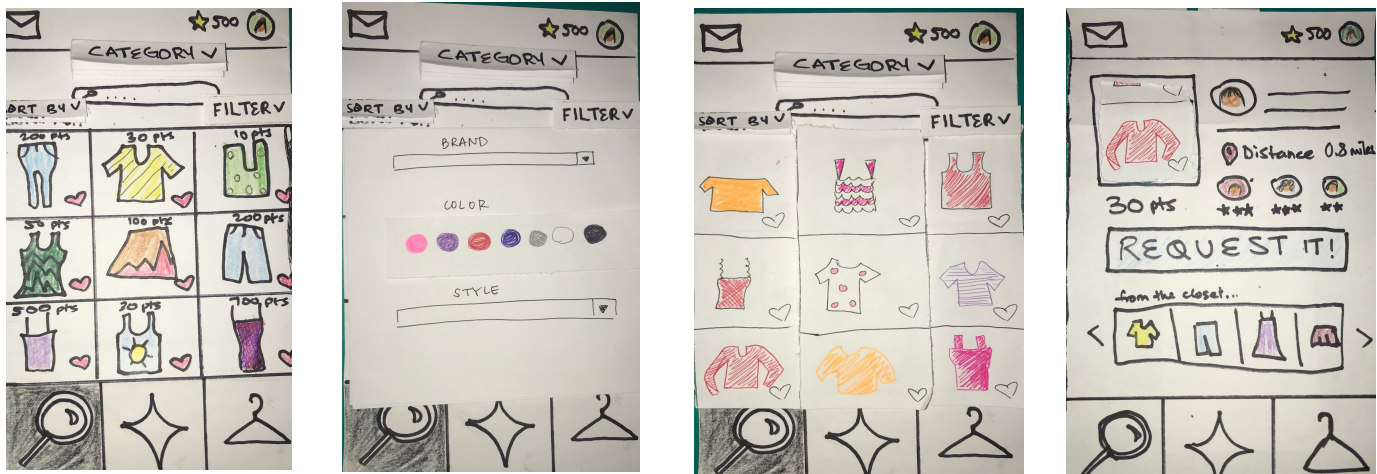 500
CATEGORY
SORT BY
FILTER
200 pts
30 pts
10 pts
50 pts
100 pts
200 pts
500 pts
20 pts
100 pts
500
CATEGORY
SORT BY
FILTER
BRAND
COLOR
STYLE
500
CATEGORY
SORT BY
FILTER
500
Distance 0.8 miles
30 pts
REQUEST IT!
from the closet...